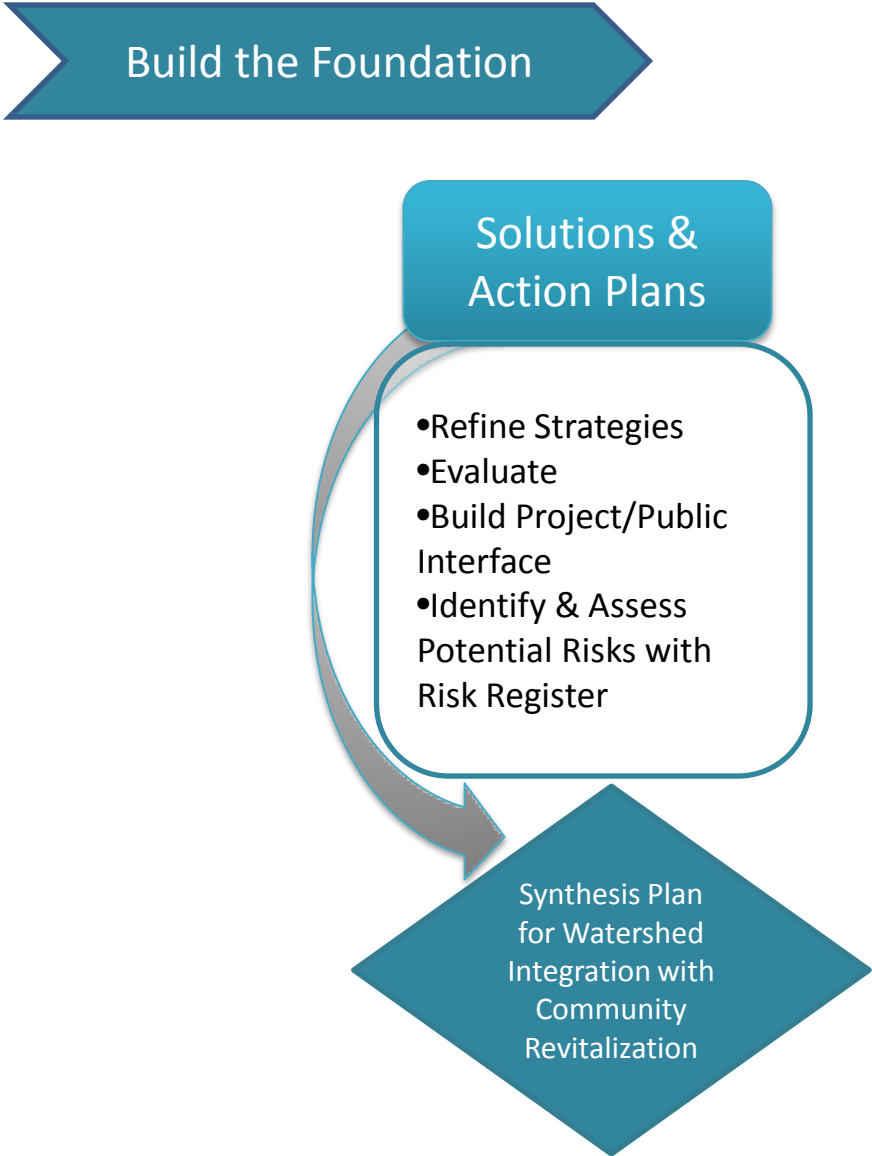 Build the Foundation
Solutions &
Action Plans
•Refine Strategies
•Evaluate
•Build Project/Public
Interface
•Identify & Assess
Potential Risks with
Risk Register
Synthesis Plan
for Watershed
Integration with
Community
Revitalization